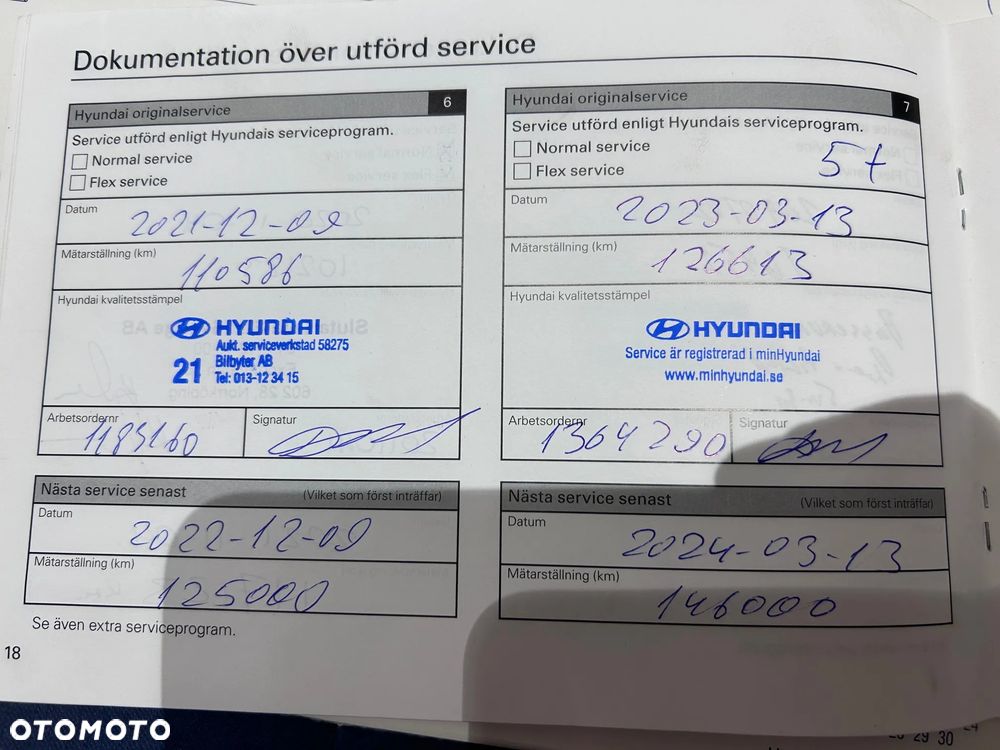 Dokumentation över utförd service
Hyundai originalservice 6
Service utförd enligt Hyundais serviceprogram.
Normal service
Flex service
Datum
2021-12-09
Mätarställning (km)
110586
Hyundai kvalitetsstämpel
HYUNDAI
Aukt. serviceverkstad 58275
21 Bilbyter AB
Tel: 013-12 34 15
Arbetsordernr
1185160
Signatur
Nästa service senast (Vilket som först inträffar)
Datum
2022-12-09
Mätarställning (km)
125000
Se även extra serviceprogram.
18
Hyundai originalservice 7
Service utförd enligt Hyundais serviceprogram.
Normal service
Flex service
5+
Datum
2023-03-13
Mätarställning (km)
126613
Hyundai kvalitetsstämpel
HYUNDAI
Service är registrerad i minHyundai
www.minhyundai.se
Arbetsordernr
1364290
Signatur
Nästa service senast (Vilket som först inträffar)
Datum
2024-03-13
Mätarställning (km)
146000
29 30
OTOMOTO